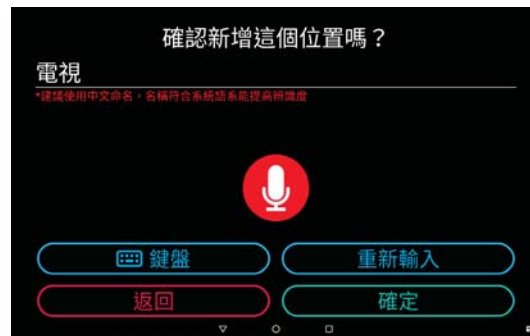 確認新增這個位置嗎？
電視
*建議使用中文命名，名稱符合系統語系能提高辨識度
鍵盤
重新輸入
返回
確定